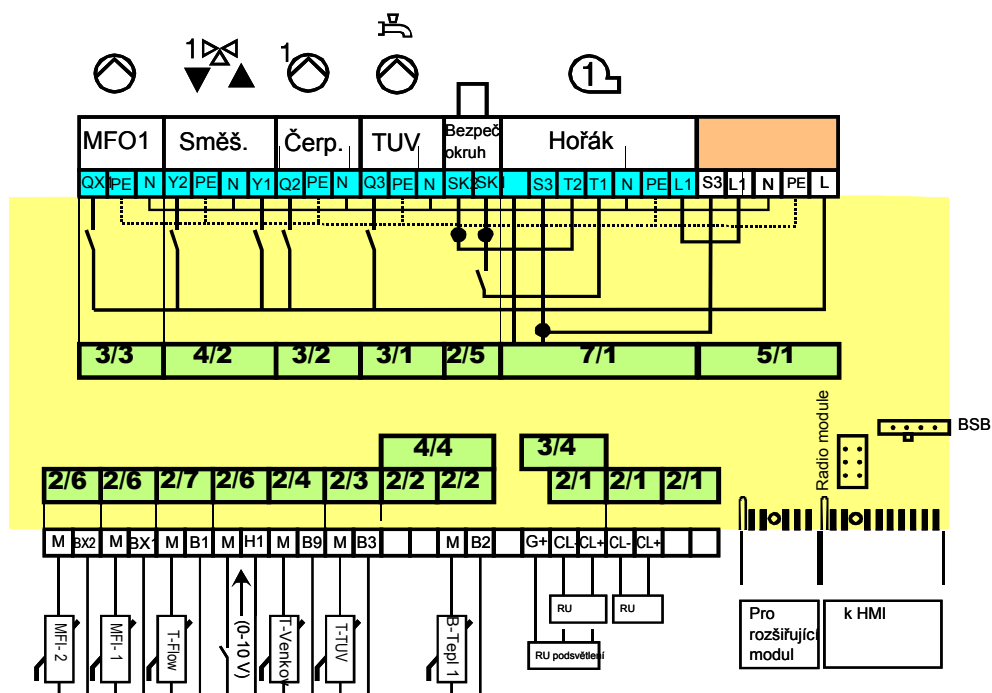 1
1
1
MFO1 Směš. Čerp. TUV Bezpeč Hořák
okruh
QX1 PE N Y2 PE N Y1 Q2 PE N Q3 PE N SK2 SK1 S3 T2 T1 N PE L1 S3 L1 N PE L
3/3 4/2 3/2 3/1 2/5 7/1 5/1
Radio module
BSB
4/4 3/4
2/6 2/6 2/7 2/6 2/4 2/3 2/2 2/2 2/1 2/1 2/1
M BX2 M BX1 M B1 M H1 M B9 M B3 M B2 G+ CL- CL+ CL- CL+
MFI- 2
MFI- 1
T-Flow
(0-10 V)
T-Venkov
T-TUV
B-Tepl 1
RU RU
RU podsvětlení
Pro
rozšiřující
modul
k HMI